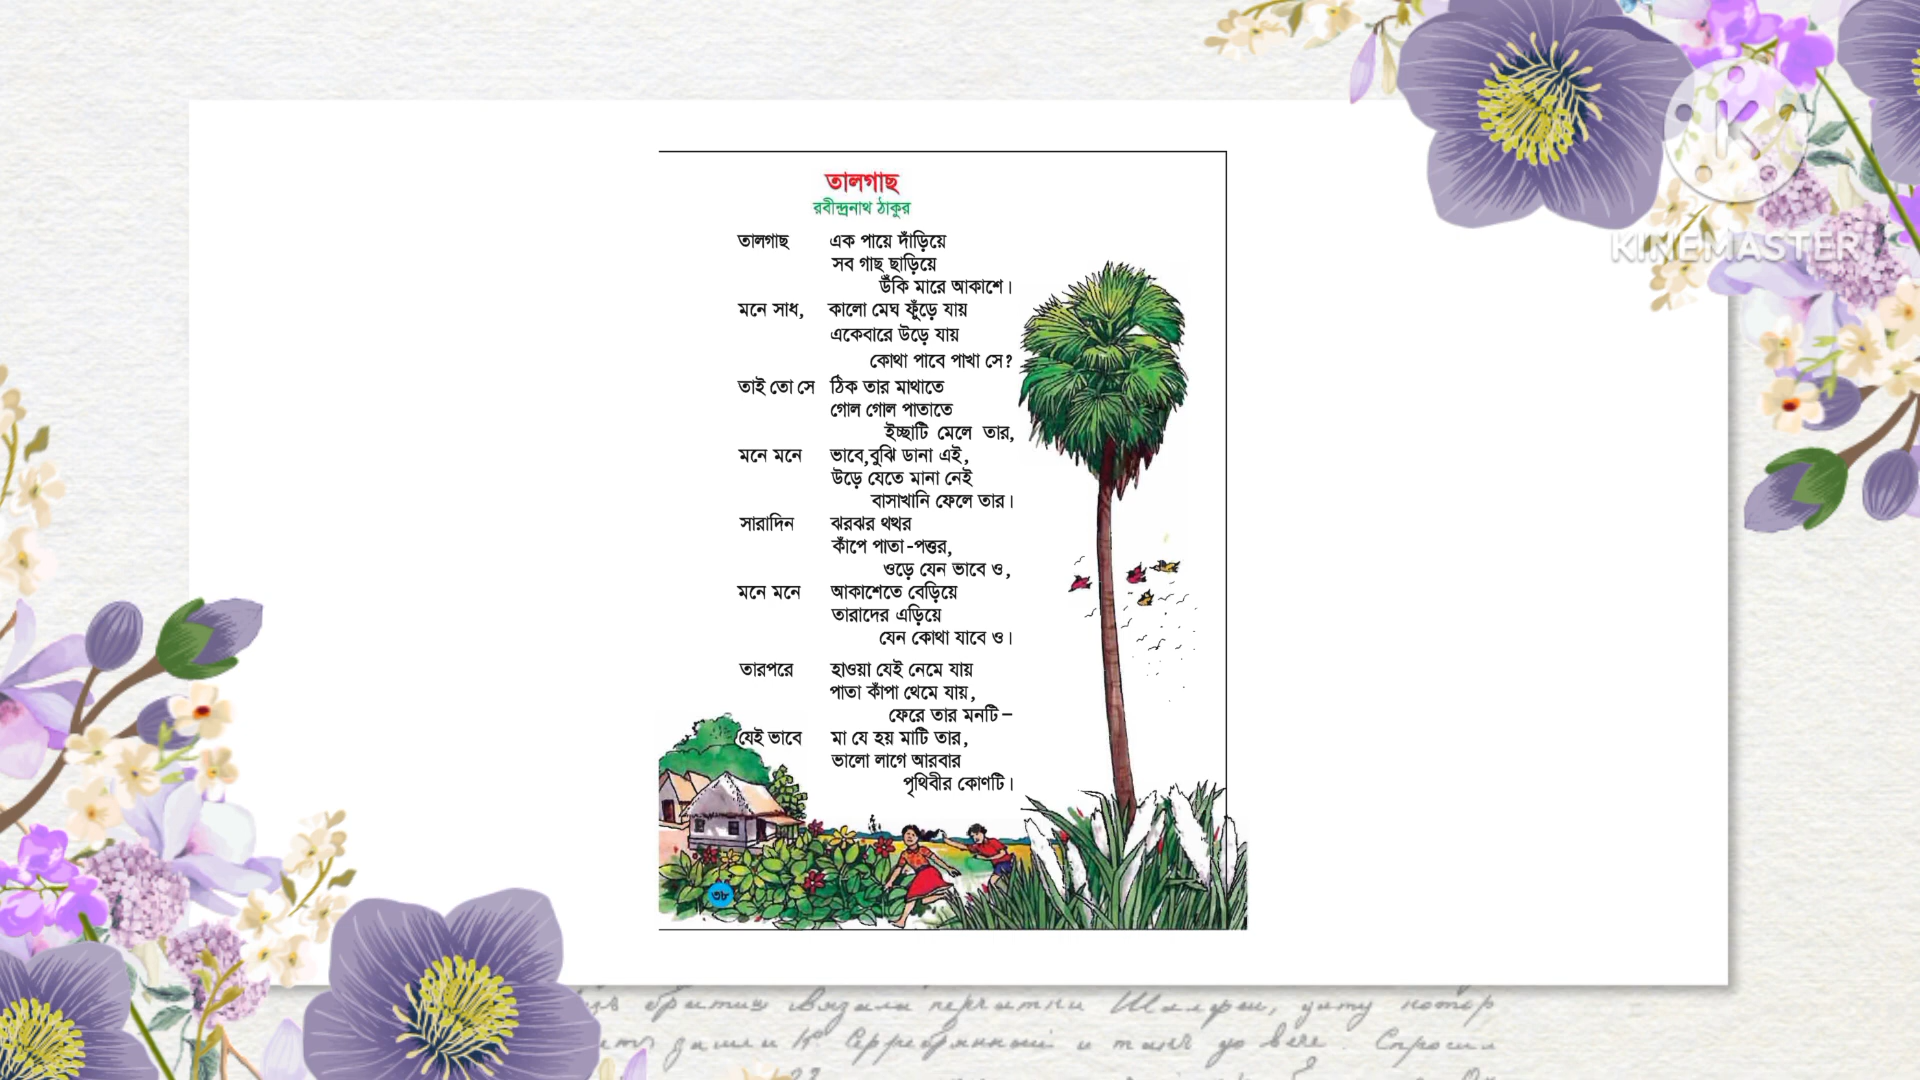 তালগাছ
রবীন্দ্রনাথ ঠাকুর
তালগাছ এক পায়ে দাঁড়িয়ে
সব গাছ ছাড়িয়ে
উঁকি মারে আকাশে।
মনে সাধ, কালো মেঘ ফুঁড়ে যায়
একেবারে উড়ে যায়
কোথা পাবে পাখা সে?
তাই তো সে ঠিক তার মাথাতে
গোল গোল পাতাতে
ইচ্ছাটি মেলে তার,
মনে মনে ভাবে,বুঝি ডানা এই,
উড়ে যেতে মানা নেই
বাসাখানি ফেলে তার।
সারাদিন ঝরঝর থত্থর
কাঁপে পাতা-পত্তর,
ওড়ে যেন ভাবে ও,
মনে মনে আকাশেতে বেড়িয়ে
তারাদের এড়িয়ে
যেন কোথা যাবে ও।
তারপরে হাওয়া যেই নেমে যায়
পাতা কাঁপা থেমে যায়,
ফেরে তার মনটি–
যেই ভাবে মা যে হয় মাটি তার,
ভালো লাগে আরবার
পৃথিবীর কোণটি।
৩৮
KINEMASTER